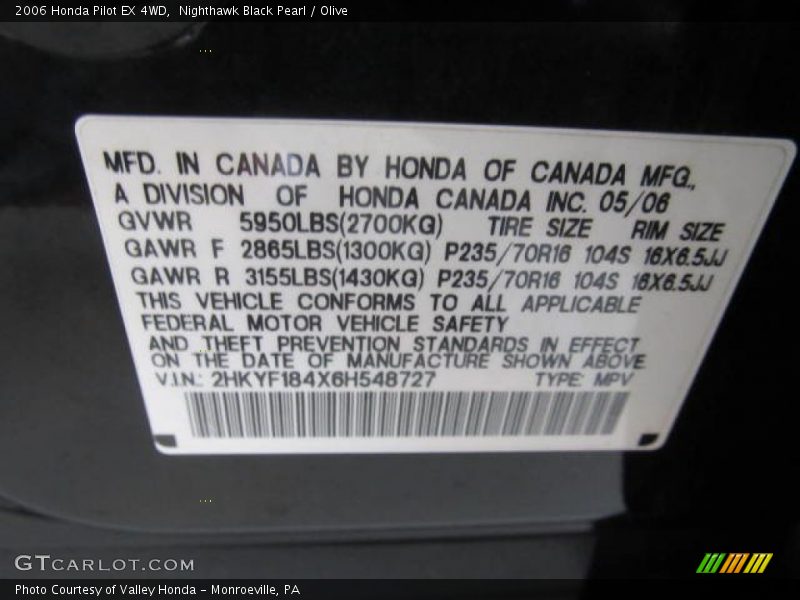 2006 Honda Pilot EX 4WD, Nighthawk Black Pearl / Olive
MFD. IN CANADA BY HONDA OF CANADA MFG.,
A DIVISION OF HONDA CANADA INC. 05/06
GVWR 5950LBS(2700KG) TIRE SIZE RIM SIZE
GAWR F 2865LBS(1300KG) P235/70R16 104S 16X6.5JJ
GAWR R 3155LBS(1430KG) P235/70R16 104S 16X6.5JJ
THIS VEHICLE CONFORMS TO ALL APPLICABLE
FEDERAL MOTOR VEHICLE SAFETY
AND THEFT PREVENTION STANDARDS IN EFFECT
ON THE DATE OF MANUFACTURE SHOWN ABOVE
V.I.N.: 2HKYF184X6H548727 TYPE: MPV
GTCARLOT.COM
Photo Courtesy of Valley Honda - Monroeville, PA